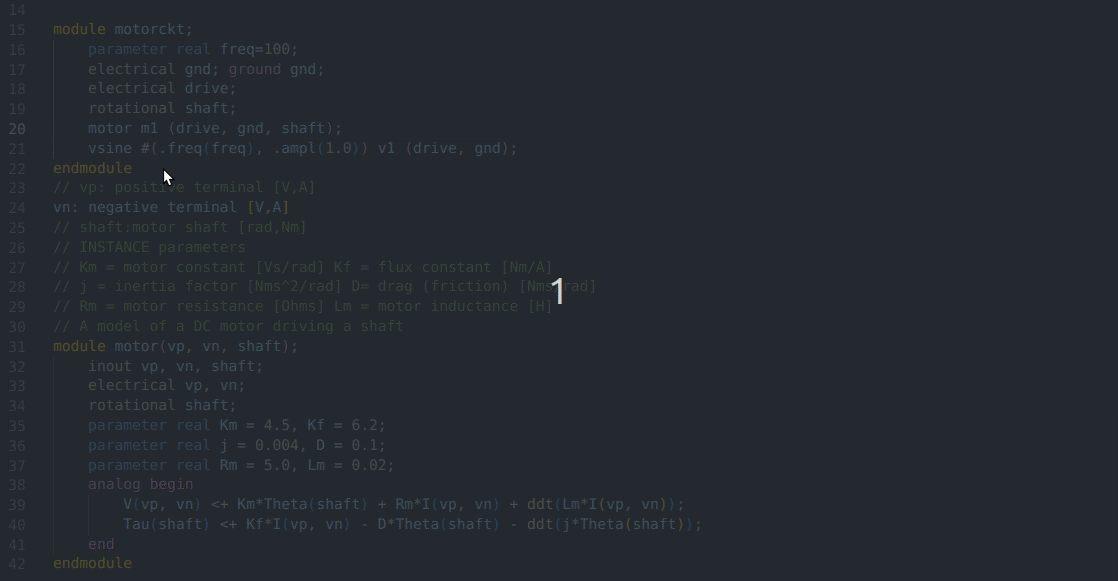 14
15 module motorckt;
16 parameter real freq=100;
17 electrical gnd; ground gnd;
18 electrical drive;
19 rotational shaft;
20 motor m1 (drive, gnd, shaft);
21 vsine #(.freq(freq), .ampl(1.0)) v1 (drive, gnd);
22 endmodule
23 // vp: positive terminal [V,A]
24 vn: negative terminal [V,A]
25 // shaft:motor shaft [rad,Nm]
26 // INSTANCE parameters
27 // Km = motor constant [Vs/rad] Kf = flux constant [Nm/A]
28 // j = inertia factor [Nms^2/rad] D= drag (friction) [Nms/rad]
1
29 // Rm = motor resistance [Ohms] Lm = motor inductance [H]
30 // A model of a DC motor driving a shaft
31 module motor(vp, vn, shaft);
32 inout vp, vn, shaft;
33 electrical vp, vn;
34 rotational shaft;
35 parameter real Km = 4.5, Kf = 6.2;
36 parameter real j = 0.004, D = 0.1;
37 parameter real Rm = 5.0, Lm = 0.02;
38 analog begin
39 V(vp, vn) <+ Km*Theta(shaft) + Rm*I(vp, vn) + ddt(Lm*I(vp, vn));
40 Tau(shaft) <+ Kf*I(vp, vn) - D*Theta(shaft) - ddt(j*Theta(shaft));
41 end
42 endmodule